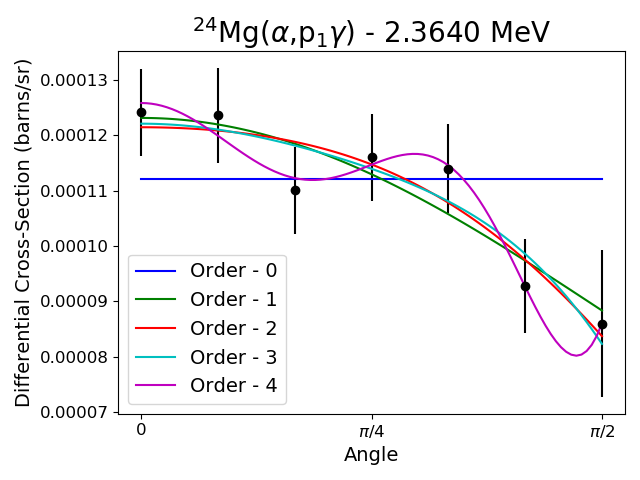 ²⁴Mg(α,p₁γ) - 2.3640 MeV
Differential Cross-Section (barns/sr)
0.00013
0.00012
0.00011
0.00010
0.00009
0.00008
0.00007
Order - 0
Order - 1
Order - 2
Order - 3
Order - 4
0
π/4
π/2
Angle